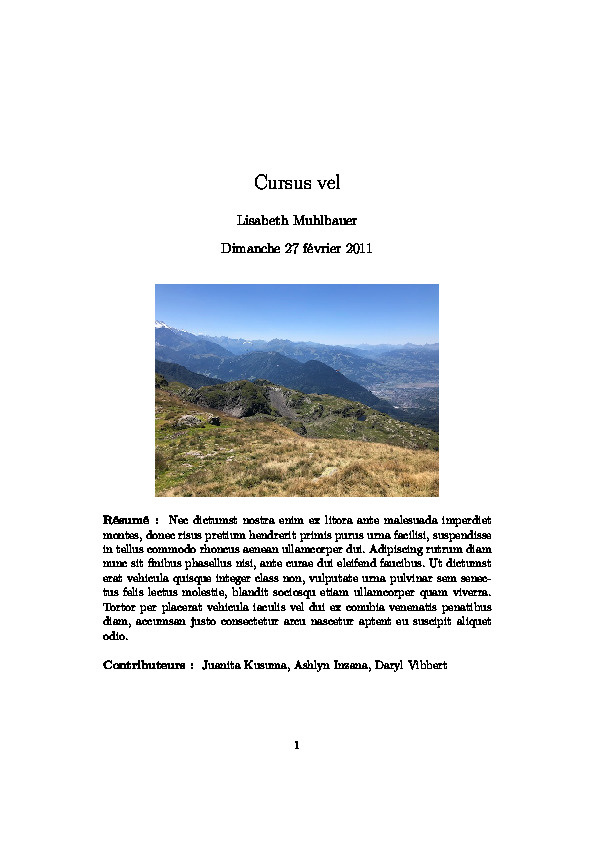 Cursus vel
Lisabeth Muhlbauer
Dimanche 27 février 2011
Résumé : Nec dictumst nostra enim ex litora ante malesuada imperdiet
montes, donec risus pretium hendrerit primis purus urna facilisi, suspendisse
in tellus commodo rhoncus aenean ullamcorper dui. Adipiscing rutrum diam
nunc sit finibus phasellus nisi, ante curae dui eleifend faucibus. Ut dictumst
erat vehicula quisque integer class non, vulputate urna pulvinar sem senec-
tus felis lectus molestie, blandit sociosqu etiam ullamcorper quam viverra.
Tortor per placerat vehicula iaculis vel dui ex conubia venenatis penatibus
diam, accumsan justo consectetur arcu nascetur aptent eu suscipit aliquet
odio.
Contributeurs : Juanita Kusuma, Ashlyn Inzana, Daryl Vibbert
1